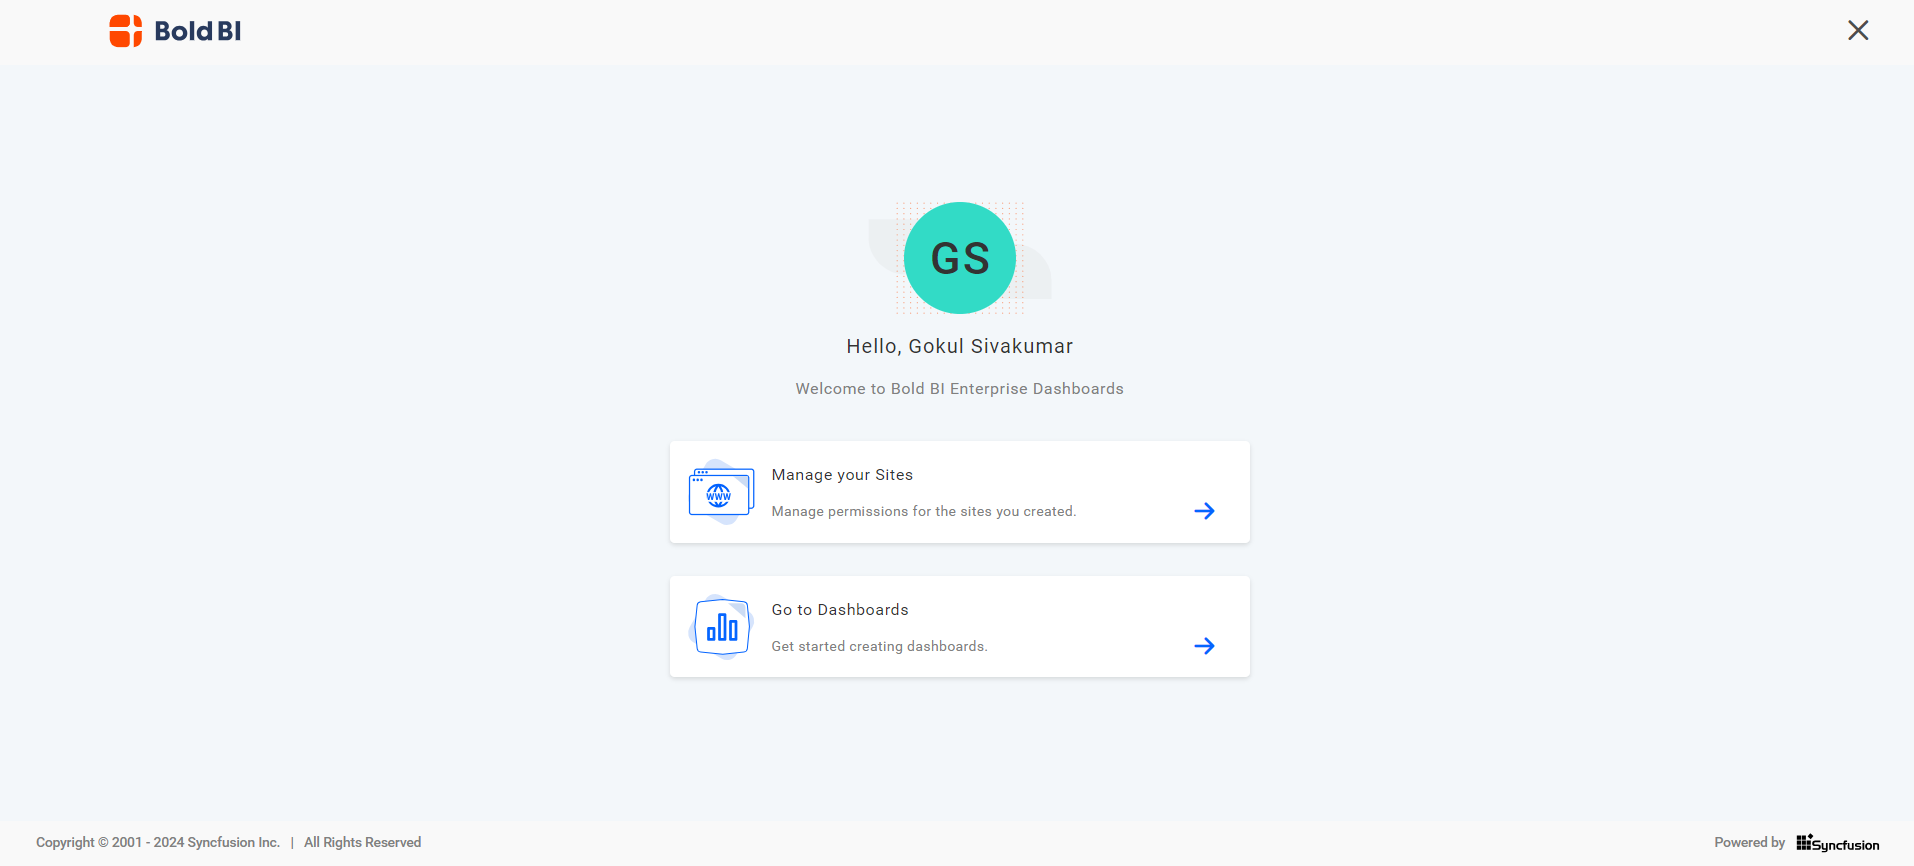 Bold BI
GS
Hello, Gokul Sivakumar
Welcome to Bold BI Enterprise Dashboards
WWW
Manage your Sites
Manage permissions for the sites you created.
Go to Dashboards
Get started creating dashboards.
Copyright © 2001 - 2024 Syncfusion Inc. | All Rights Reserved
Powered by Syncfusion